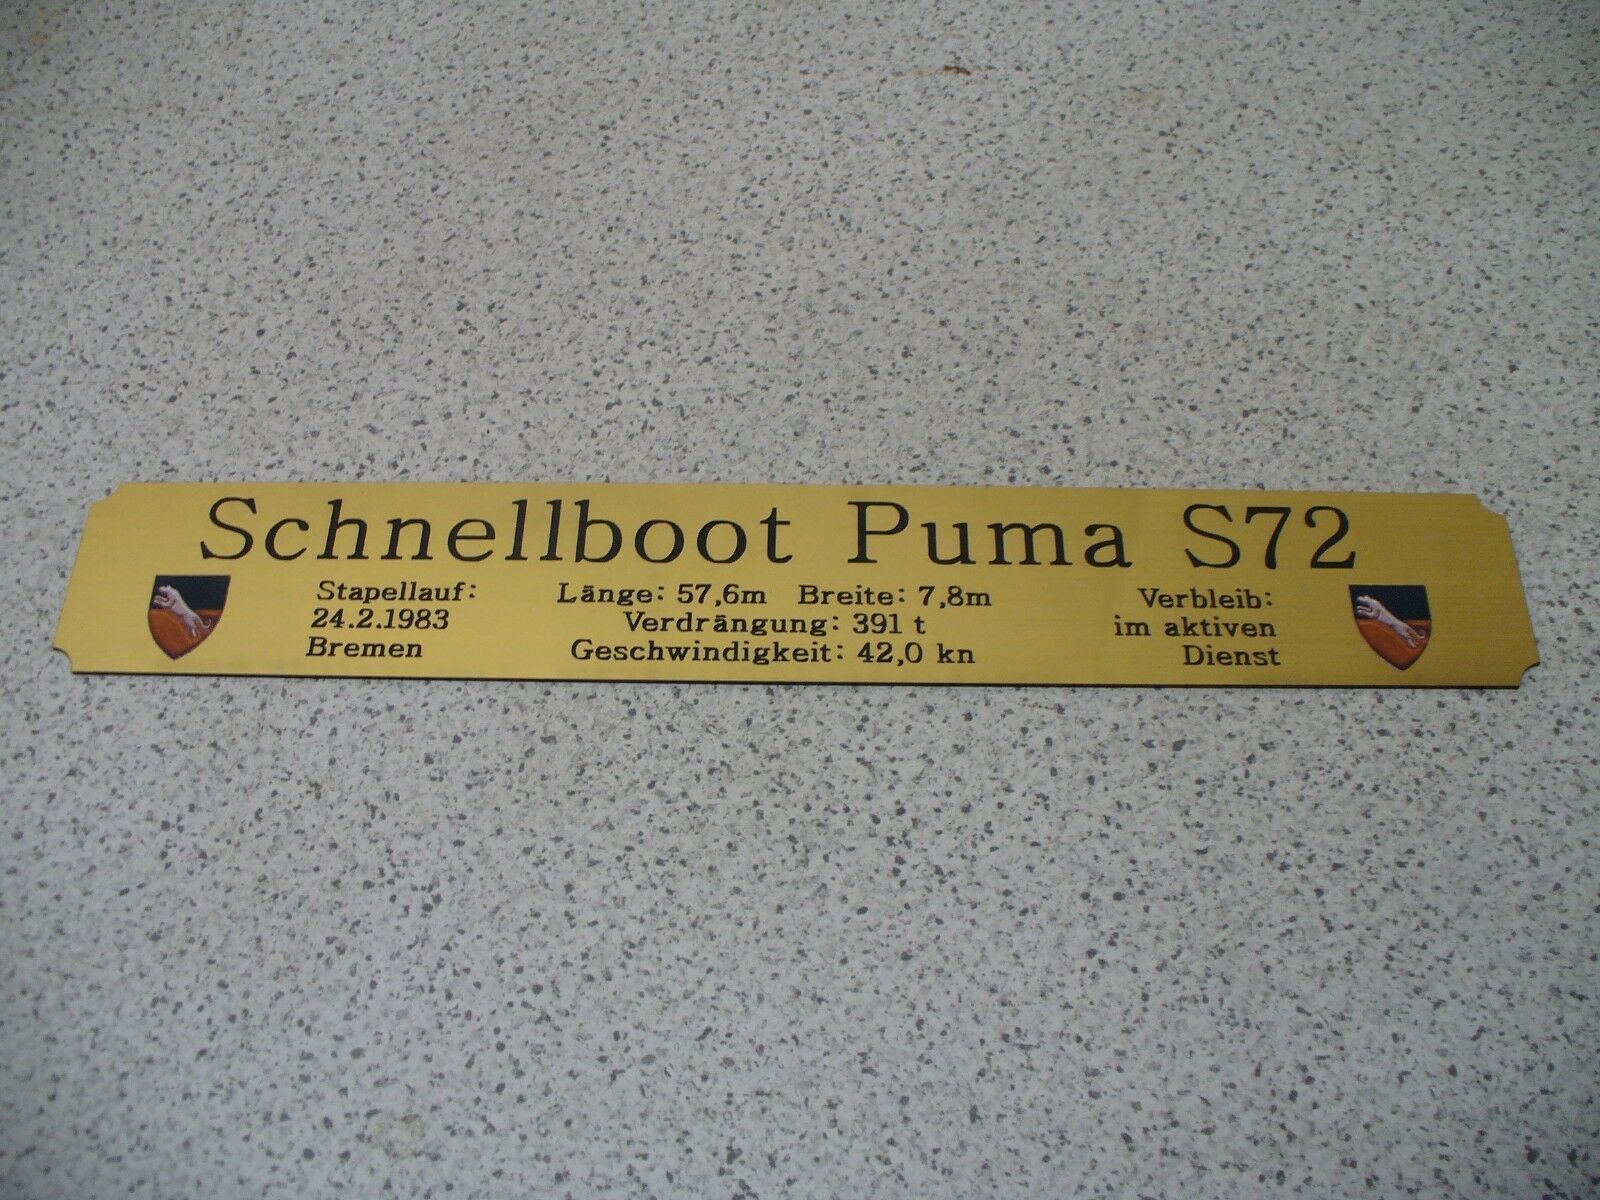 Schnellboot Puma S72
Stapellauf:
24.2.1983
Bremen
Länge: 57,6m Breite: 7,8m
Verdrängung: 391 t
Geschwindigkeit: 42,0 kn
Verbleib:
im aktiven
Dienst